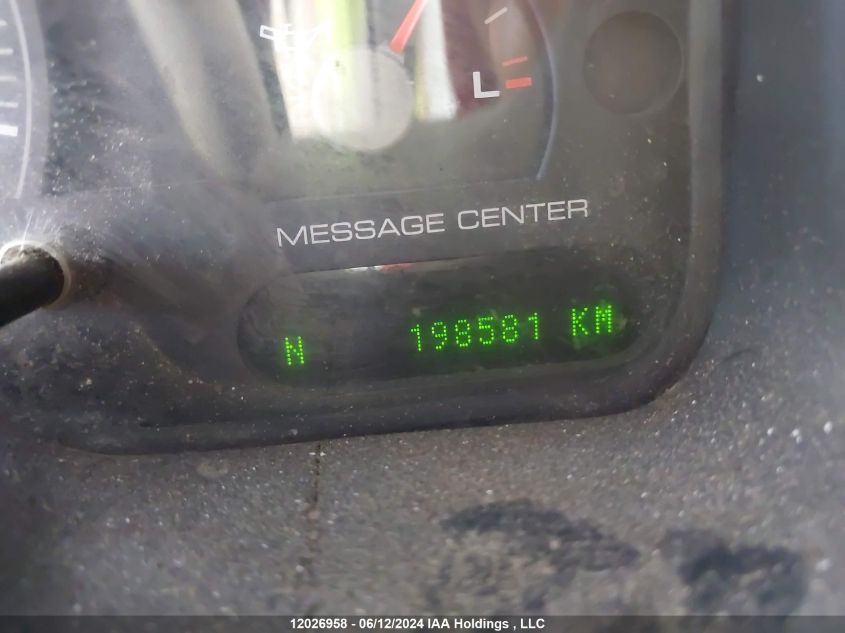 L
MESSAGE CENTER
N 198581 KM
12026958 - 06/12/2024 IAA Holdings , LLC